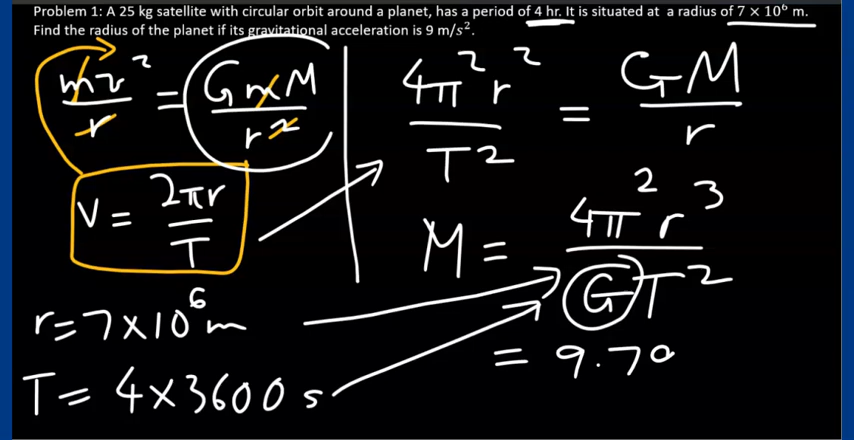 Problem 1: A 25 kg satellite with circular orbit around a planet, has a period of 4 hr. It is situated at a radius of 7 × 10⁶ m.
Find the radius of the planet if its gravitational acceleration is 9 m/s².
mv²/r = GmM/r²
v = 2πr/T
r = 7×10⁶ m
T = 4×3600 s
4π²r²/T² = GM/r
M = 4π²r³/GT²
= 9.79